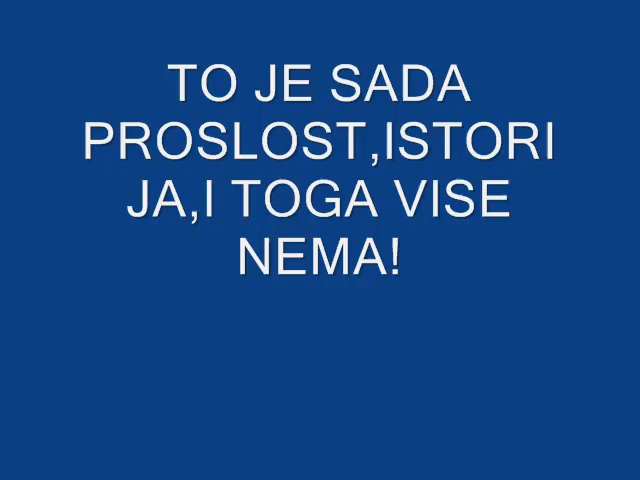 TO JE SADA
PROSLOST,ISTORI
JA,I TOGA VISE
NEMA!